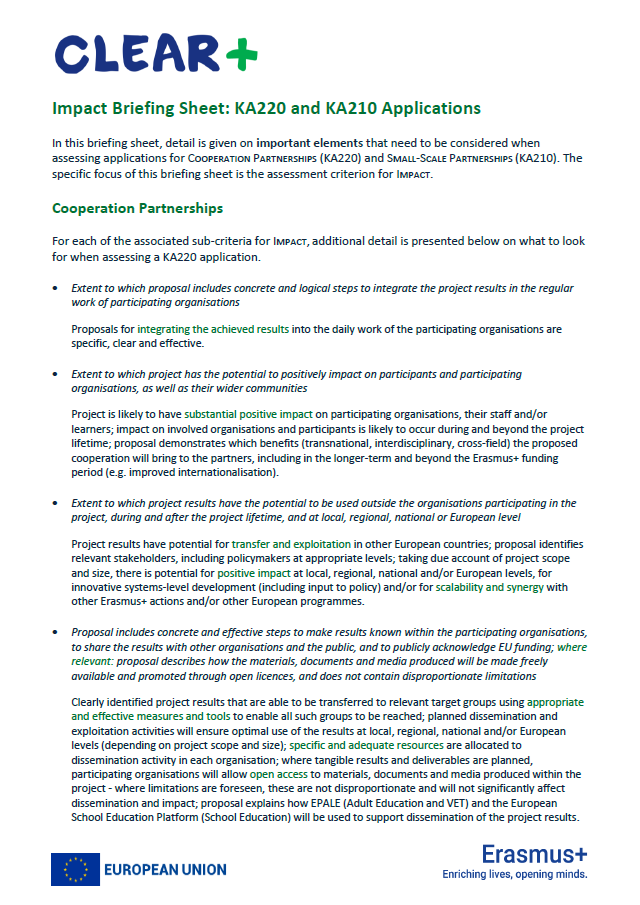 CLEAR+
Impact Briefing Sheet: KA220 and KA210 Applications
In this briefing sheet, detail is given on important elements that need to be considered when
assessing applications for Cooperation Partnerships (KA220) and Small-Scale Partnerships (KA210). The
specific focus of this briefing sheet is the assessment criterion for Impact.
Cooperation Partnerships
For each of the associated sub-criteria for Impact, additional detail is presented below on what to look
for when assessing a KA220 application.
• Extent to which proposal includes concrete and logical steps to integrate the project results in the regular
work of participating organisations
Proposals for integrating the achieved results into the daily work of the participating organisations are
specific, clear and effective.
• Extent to which project has the potential to positively impact on participants and participating
organisations, as well as their wider communities
Project is likely to have substantial positive impact on participating organisations, their staff and/or
learners; impact on involved organisations and participants is likely to occur during and beyond the project
lifetime; proposal demonstrates which benefits (transnational, interdisciplinary, cross-field) the proposed
cooperation will bring to the partners, including in the longer-term and beyond the Erasmus+ funding
period (e.g. improved internationalisation).
• Extent to which project results have the potential to be used outside the organisations participating in the
project, during and after the project lifetime, and at local, regional, national or European level
Project results have potential for transfer and exploitation in other European countries; proposal identifies
relevant stakeholders, including policymakers at appropriate levels; taking due account of project scope
and size, there is potential for positive impact at local, regional, national and/or European levels, for
innovative systems-level development (including input to policy) and/or for scalability and synergy with
other Erasmus+ actions and/or other European programmes.
• Proposal includes concrete and effective steps to make results known within the participating organisations,
to share the results with other organisations and the public, and to publicly acknowledge EU funding; where
relevant: proposal describes how the materials, documents and media produced will be made freely
available and promoted through open licences, and does not contain disproportionate limitations
Clearly identified project results that are able to be transferred to relevant target groups using appropriate
and effective measures and tools to enable all such groups to be reached; planned dissemination and
exploitation activities will ensure optimal use of the results at local, regional, national and/or European
levels (depending on project scope and size); specific and adequate resources are allocated to
dissemination activity in each organisation; where tangible results and deliverables are planned,
participating organisations will allow open access to materials, documents and media produced within the
project - where limitations are foreseen, these are not disproportionate and will not significantly affect
dissemination and impact; proposal explains how EPALE (Adult Education and VET) and the European
School Education Platform (School Education) will be used to support dissemination of the project results.
EUROPEAN UNION
Erasmus+
Enriching lives, opening minds.